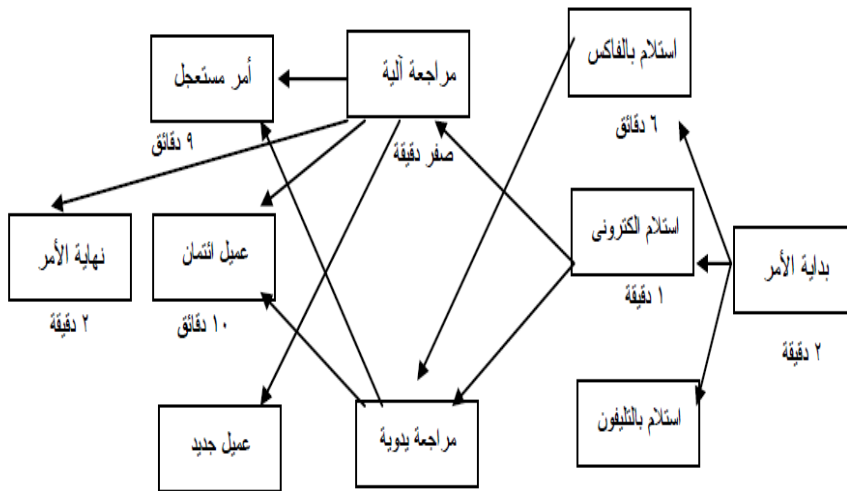 استلام بالفاكس
مراجعة آلية
أمر مستعجل
٦ دقائق
صفر دقيقة
٩ دقائق
بداية الأمر
استلام الكترونى
عميل ائتمان
نهاية الأمر
٢ دقيقة
١ دقيقة
١٠ دقائق
٢ دقيقة
استلام بالتليفون
مراجعة يدوية
عميل جديد